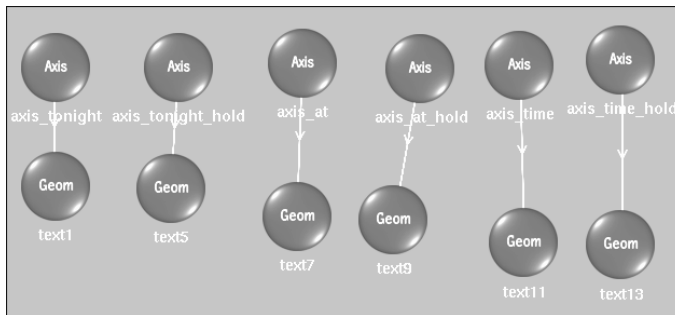 Axis Axis Axis Axis Axis Axis
axis_tonight axis_tonight_hold axis_at axis_at_hold axis_time axis_time_hold
Geom Geom Geom Geom Geom Geom
text1 text5 text7 text9 text11 text13